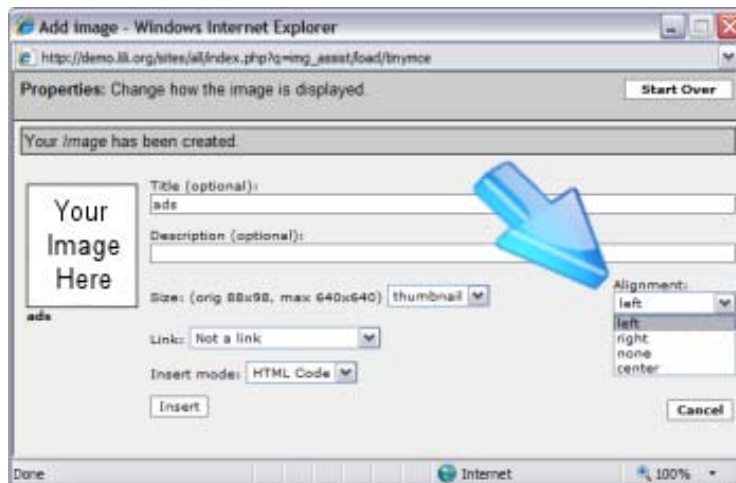 Add image - Windows Internet Explorer
http://demo.lili.org/sites/all/index.php?q=img_assist/load/tinymce
Properties: Change how the image is displayed.
Start Over
Your image has been created.
Your
Image
Here
ads
Title (optional):
ads
Description (optional):
Size: (orig 88x98, max 640x640) thumbnail
Alignment:
left
left
right
none
center
Link: Not a link
Insert mode: HTML Code
Insert
Cancel
Done
Internet
100%